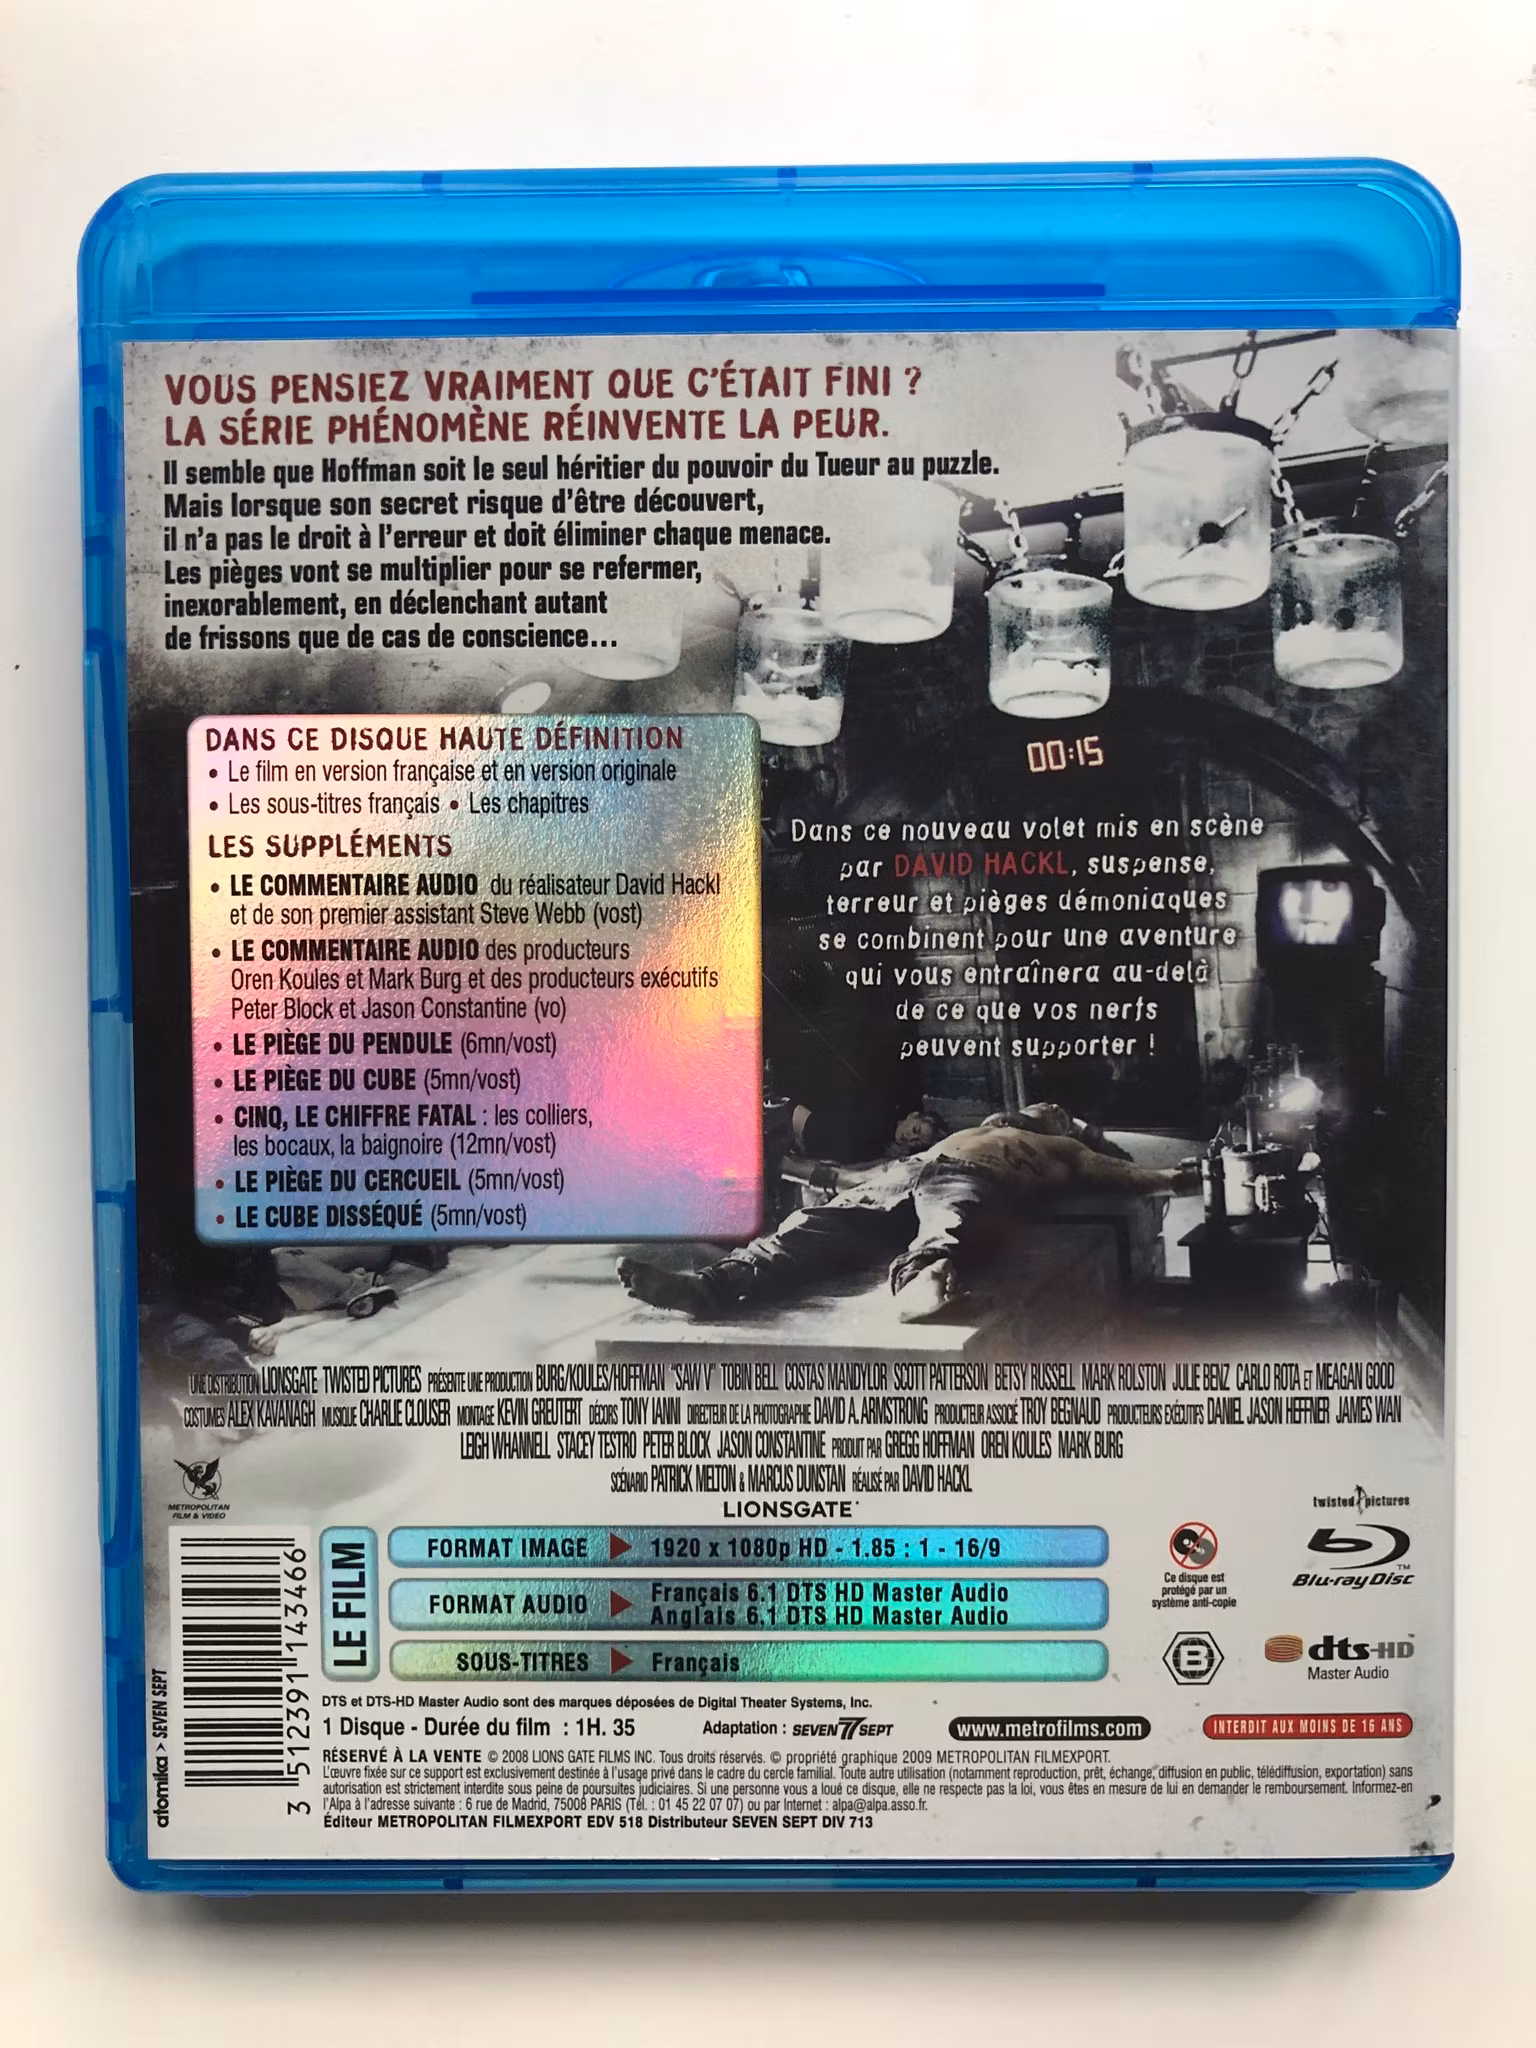 VOUS PENSIEZ VRAIMENT QUE C'ÉTAIT FINI ?
LA SÉRIE PHÉNOMÈNE RÉINVENTE LA PEUR.
Il semble que Hoffman soit le seul héritier du pouvoir du Tueur au puzzle.
Mais lorsque son secret risque d'être découvert,
il n'a pas le droit à l'erreur et doit éliminer chaque menace.
Les pièges vont se multiplier pour se refermer,
inexorablement, en déclenchant autant
de frissons que de cas de conscience...
DANS CE DISQUE HAUTE DÉFINITION
• Le film en version française et en version originale
• Les sous-titres français • Les chapitres
LES SUPPLÉMENTS
• LE COMMENTAIRE AUDIO du réalisateur David Hackl
et de son premier assistant Steve Webb (vost)
• LE COMMENTAIRE AUDIO des producteurs
Oren Koules et Mark Burg et des producteurs exécutifs
Peter Block et Jason Constantine (vo)
• LE PIÈGE DU PENDULE (6mn/vost)
• LE PIÈGE DU CUBE (5mn/vost)
• CINQ, LE CHIFFRE FATAL : les colliers,
les bocaux, la baignoire (12mn/vost)
• LE PIÈGE DU CERCUEIL (5mn/vost)
• LE CUBE DISSÉQUÉ (5mn/vost)
00:15
Dans ce nouveau volet mis en scène
par DAVID HACKL, suspense,
terreur et pièges démoniaques
se combinent pour une aventure
qui vous entraînera au-delà
de ce que vos nerfs
peuvent supporter !
UNE DISTRIBUTION LIONSGATE TWISTED PICTURES PRÉSENTE UNE PRODUCTION BURG/KOULES/HOFFMAN "SAW V" TOBIN BELL COSTAS MANDYLOR SCOTT PATTERSON BETSY RUSSELL MARK ROLSTON JULIE BENZ CARLO ROTA ET MEAGAN GOOD
COSTUMES ALEX KAVANAGH MUSIQUE CHARLIE CLOUSER MONTAGE KEVIN GREUTERT DÉCORS TONY IANNI DIRECTEUR DE LA PHOTOGRAPHIE DAVID A. ARMSTRONG PRODUCTEUR ASSOCIÉ TROY BEGNAUD PRODUCTEURS EXÉCUTIFS DANIEL JASON HEFFNER JAMES WAN
LEIGH WHANNELL STACEY TESTRO PETER BLOCK JASON CONSTANTINE PRODUIT PAR GREGG HOFFMAN OREN KOULES MARK BURG
SCÉNARIO PATRICK MELTON & MARCUS DUNSTAN RÉALISÉ PAR DAVID HACKL
LIONSGATE
METROPOLITAN
FILM & VIDEO
twisted pictures
LE FILM
FORMAT IMAGE 1920 x 1080p HD - 1.85 : 1 - 16/9
FORMAT AUDIO Français 6.1 DTS HD Master Audio
Anglais 6.1 DTS HD Master Audio
SOUS-TITRES Français
Ce disque est
protégé par un
système anti-copie
Blu-ray Disc™
B
dts-HD™
Master Audio
3 512391 143466
atomika > SEVEN SEPT
DTS et DTS-HD Master Audio sont des marques déposées de Digital Theater Systems, Inc.
1 Disque - Durée du film : 1H. 35
Adaptation : SEVEN 7 SEPT
www.metrofilms.com
INTERDIT AUX MOINS DE 16 ANS
RÉSERVÉ À LA VENTE © 2008 LIONS GATE FILMS INC. Tous droits réservés. © propriété graphique 2009 METROPOLITAN FILMEXPORT.
L'œuvre fixée sur ce support est exclusivement destinée à l'usage privé dans le cadre du cercle familial. Toute autre utilisation (notamment reproduction, prêt, échange, diffusion en public, télédiffusion, exportation) sans
autorisation est strictement interdite sous peine de poursuites judiciaires. Si une personne vous a loué ce disque, elle ne respecte pas la loi, vous êtes en mesure de lui en demander le remboursement. Informez-en
l'Alpa à l'adresse suivante : 6 rue de Madrid, 75008 PARIS (Tél. : 01 45 22 07 07) ou par Internet : alpa@alpa.asso.fr.
Éditeur METROPOLITAN FILMEXPORT EDV 518 Distributeur SEVEN SEPT DIV 713